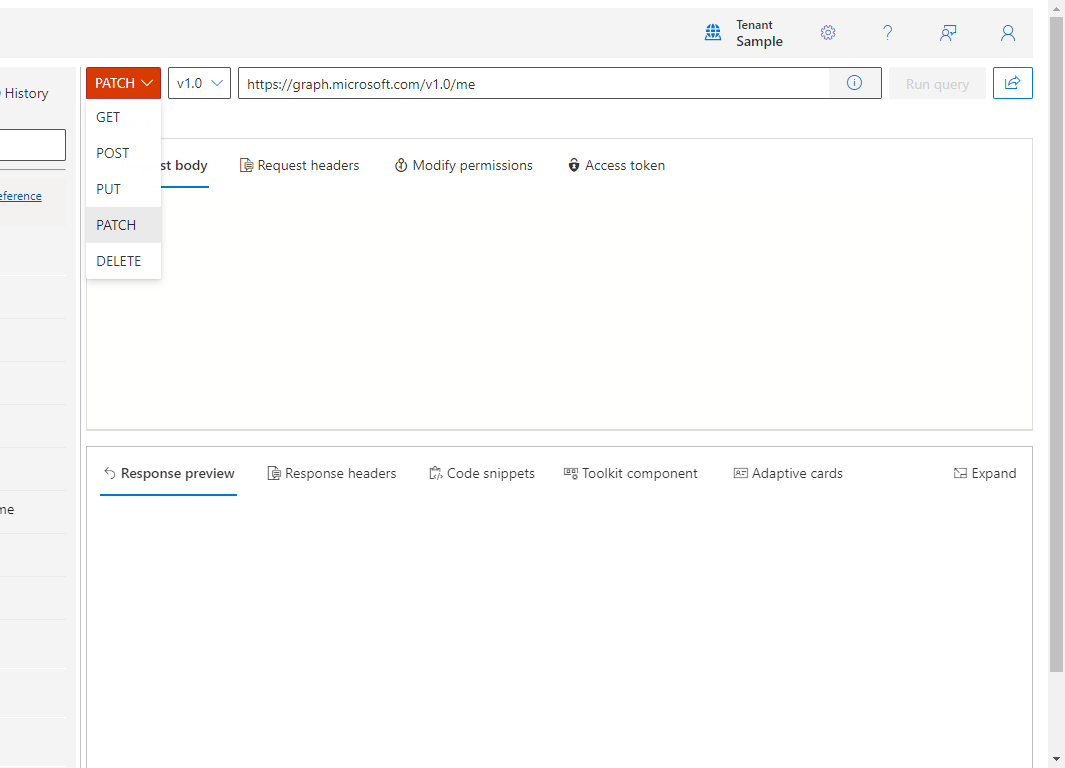 Tenant
Sample
History
PATCH
v1.0
https://graph.microsoft.com/v1.0/me
Run query
GET
POST
PUT
PATCH
DELETE
st body
Request headers
Modify permissions
Access token
eference
Response preview
Response headers
Code snippets
Toolkit component
Adaptive cards
Expand
me